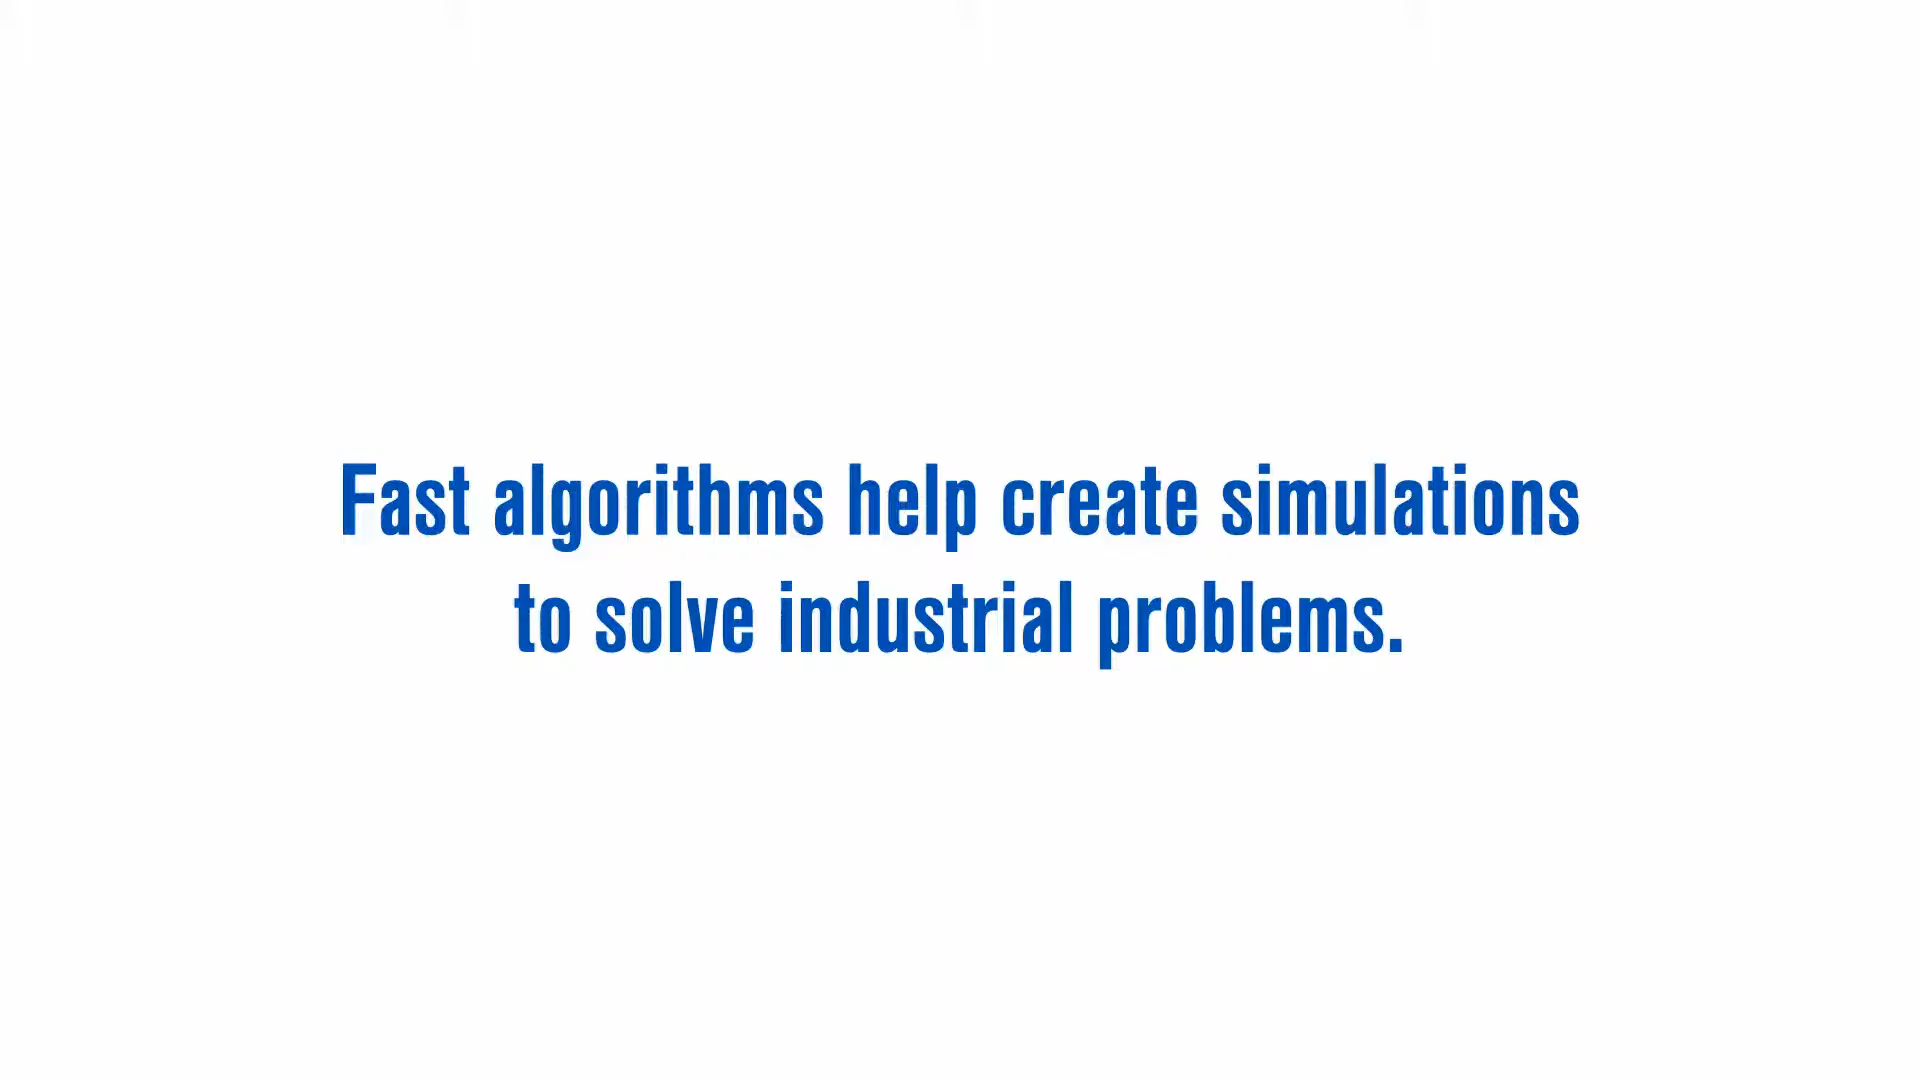 Fast algorithms help create simulations
to solve industrial problems.